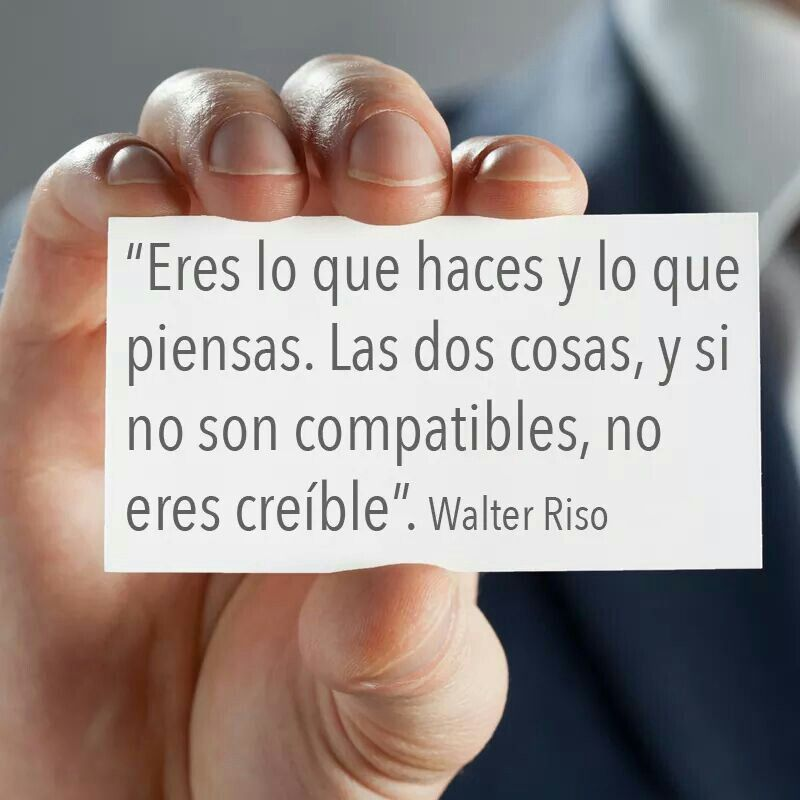 “Eres lo que haces y lo que
piensas. Las dos cosas, y si
no son compatibles, no
eres creíble”. Walter Riso